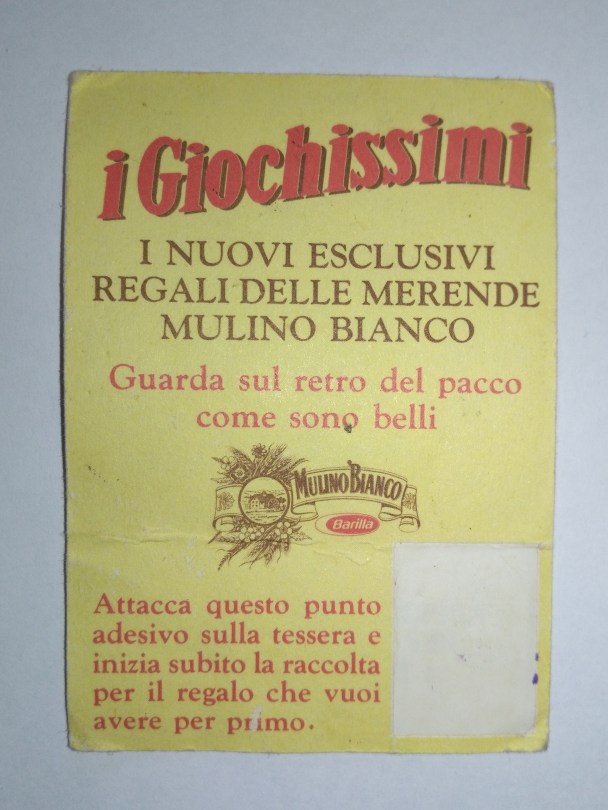 i Giochissimi
I NUOVI ESCLUSIVI
REGALI DELLE MERENDE
MULINO BIANCO
Guarda sul retro del pacco
come sono belli
MULINO BIANCO
Barilla
Attacca questo punto
adesivo sulla tessera e
inizia subito la raccolta
per il regalo che vuoi
avere per primo.